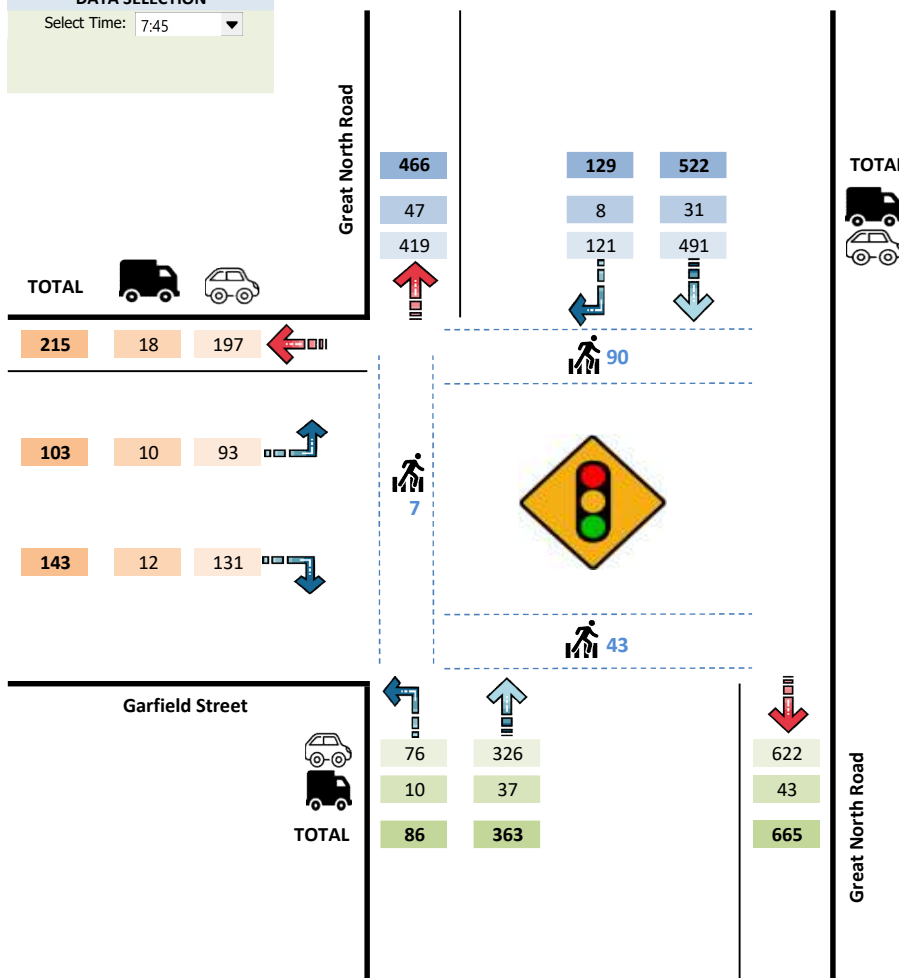 DATA SELECTION
Select Time: 7:45
Great North Road
466 129 522 TOTAL
47 8 31
419 121 491
TOTAL
215 18 197
90
103 10 93
7
143 12 131
43
Garfield Street
76 326 622
10 37 43
TOTAL 86 363 665
Great North Road